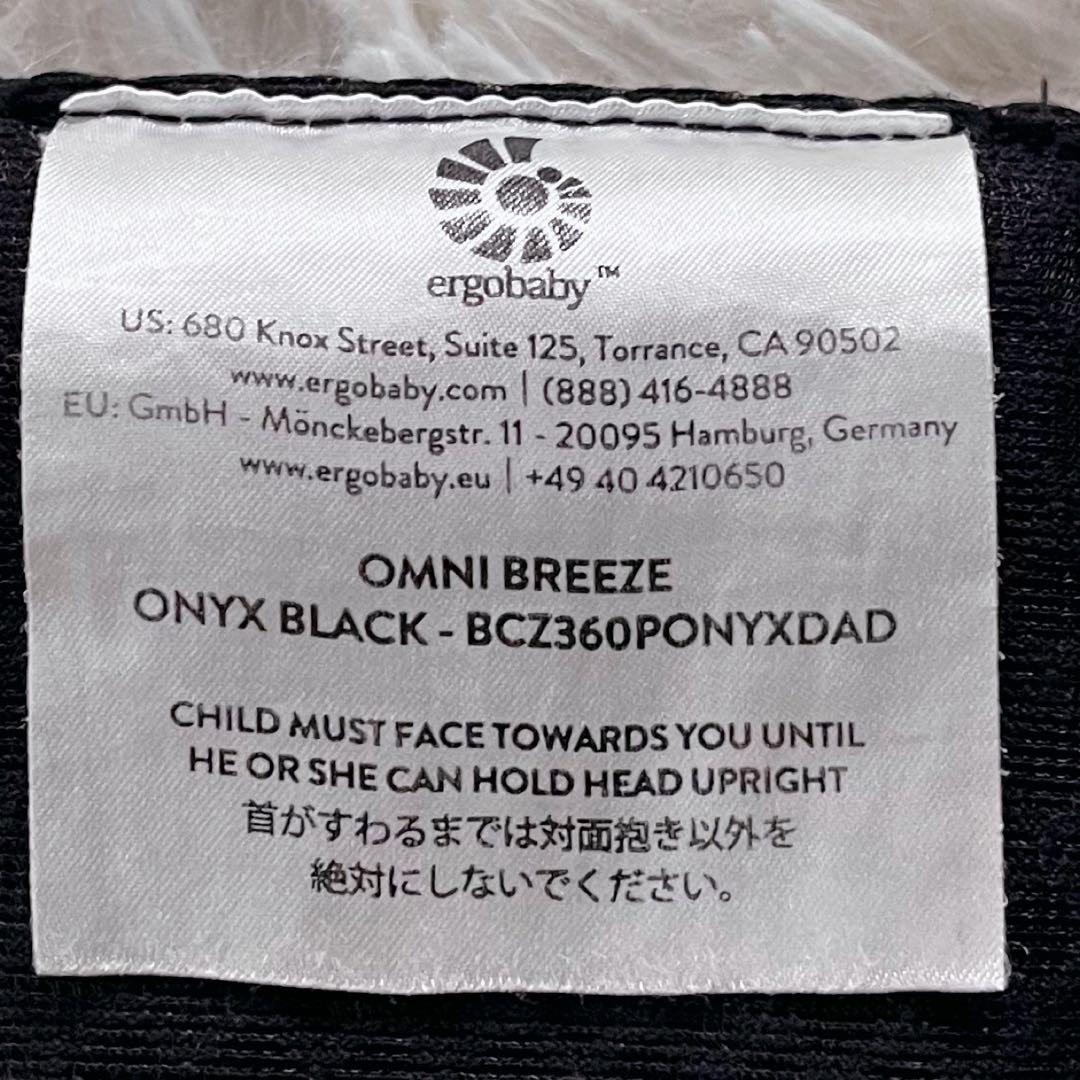 ergobaby™
US: 680 Knox Street, Suite 125, Torrance, CA 90502
www.ergobaby.com | (888) 416-4888
EU: GmbH - Mönckebergstr. 11 - 20095 Hamburg, Germany
www.ergobaby.eu | +49 40 4210650
OMNI BREEZE
ONYX BLACK - BCZ360PONYXDAD
CHILD MUST FACE TOWARDS YOU UNTIL
HE OR SHE CAN HOLD HEAD UPRIGHT
首がすわるまでは対面抱き以外を
絶対にしないでください。